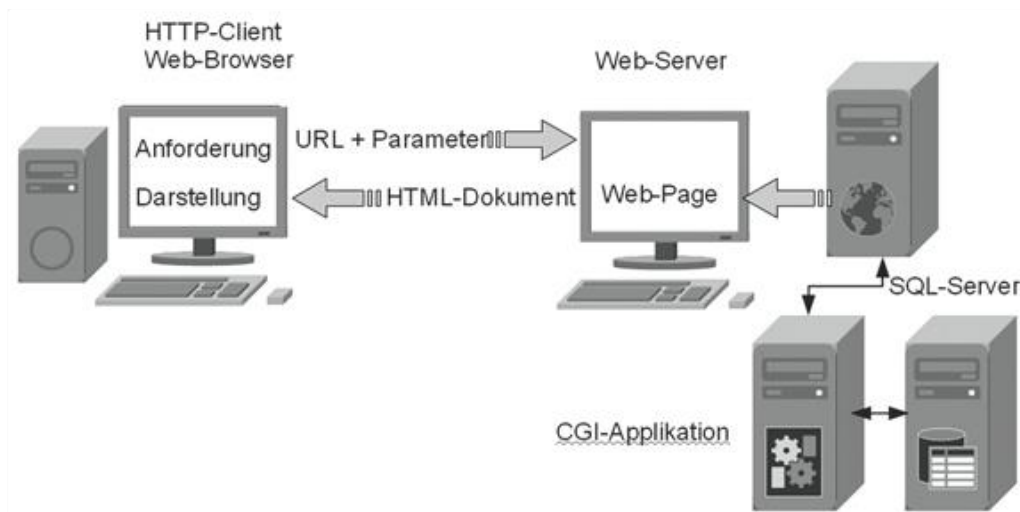 HTTP-Client
Web-Browser
Web-Server
Anforderung
URL + Parameter
Darstellung
HTML-Dokument
Web-Page
SQL-Server
CGI-Applikation